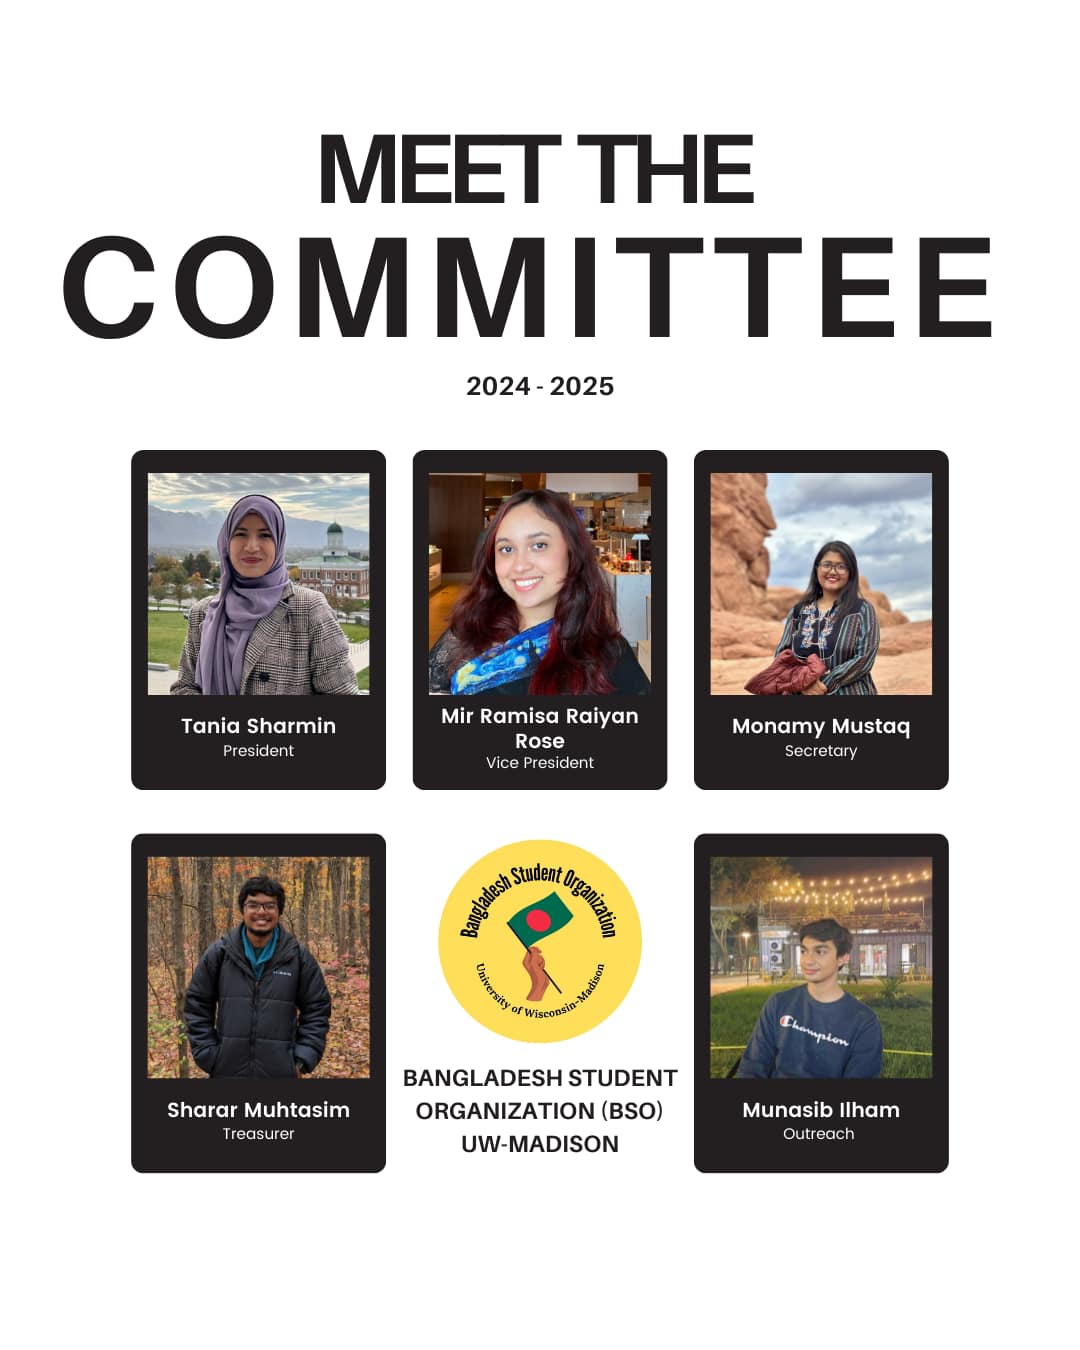 MEET THE
COMMITTEE
2024 - 2025
Tania Sharmin
President
Mir Ramisa Raiyan
Rose
Vice President
Monamy Mustaq
Secretary
Sharar Muhtasim
Treasurer
Bangladesh Student Organization
University of Wisconsin-Madison
BANGLADESH STUDENT
ORGANIZATION (BSO)
UW-MADISON
Champion
Munasib Ilham
Outreach